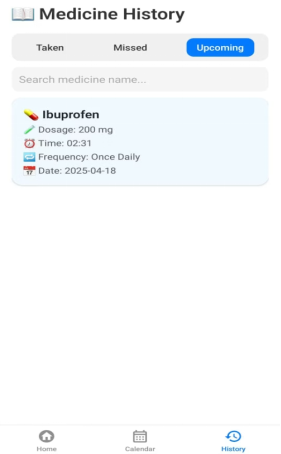 Medicine History
Taken Missed Upcoming
Search medicine name...
Ibuprofen
Dosage: 200 mg
Time: 02:31
Frequency: Once Daily
Date: 2025-04-18
Home Calendar History